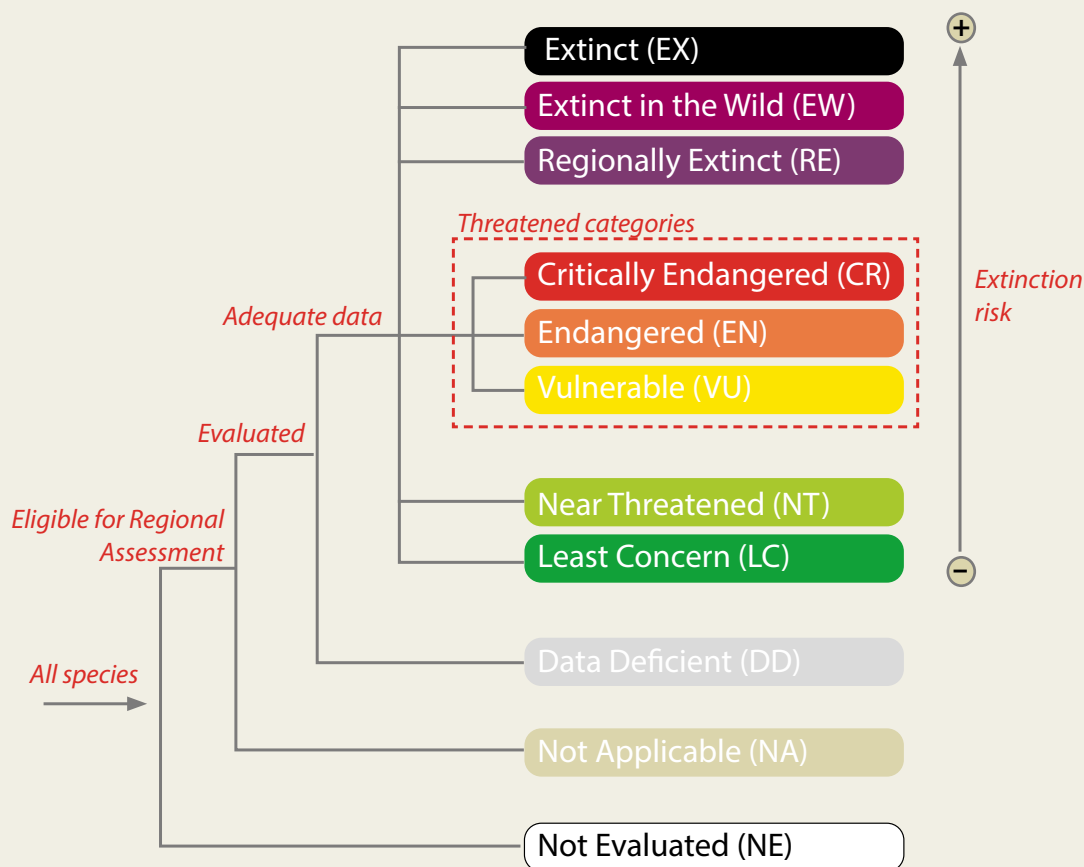 Extinct (EX)
Extinct in the Wild (EW)
Regionally Extinct (RE)
Threatened categories
Critically Endangered (CR)
Endangered (EN)
Vulnerable (VU)
Adequate data
Extinction
risk
+
Evaluated
Near Threatened (NT)
Least Concern (LC)
−
Eligible for Regional
Assessment
Data Deficient (DD)
All species
Not Applicable (NA)
Not Evaluated (NE)